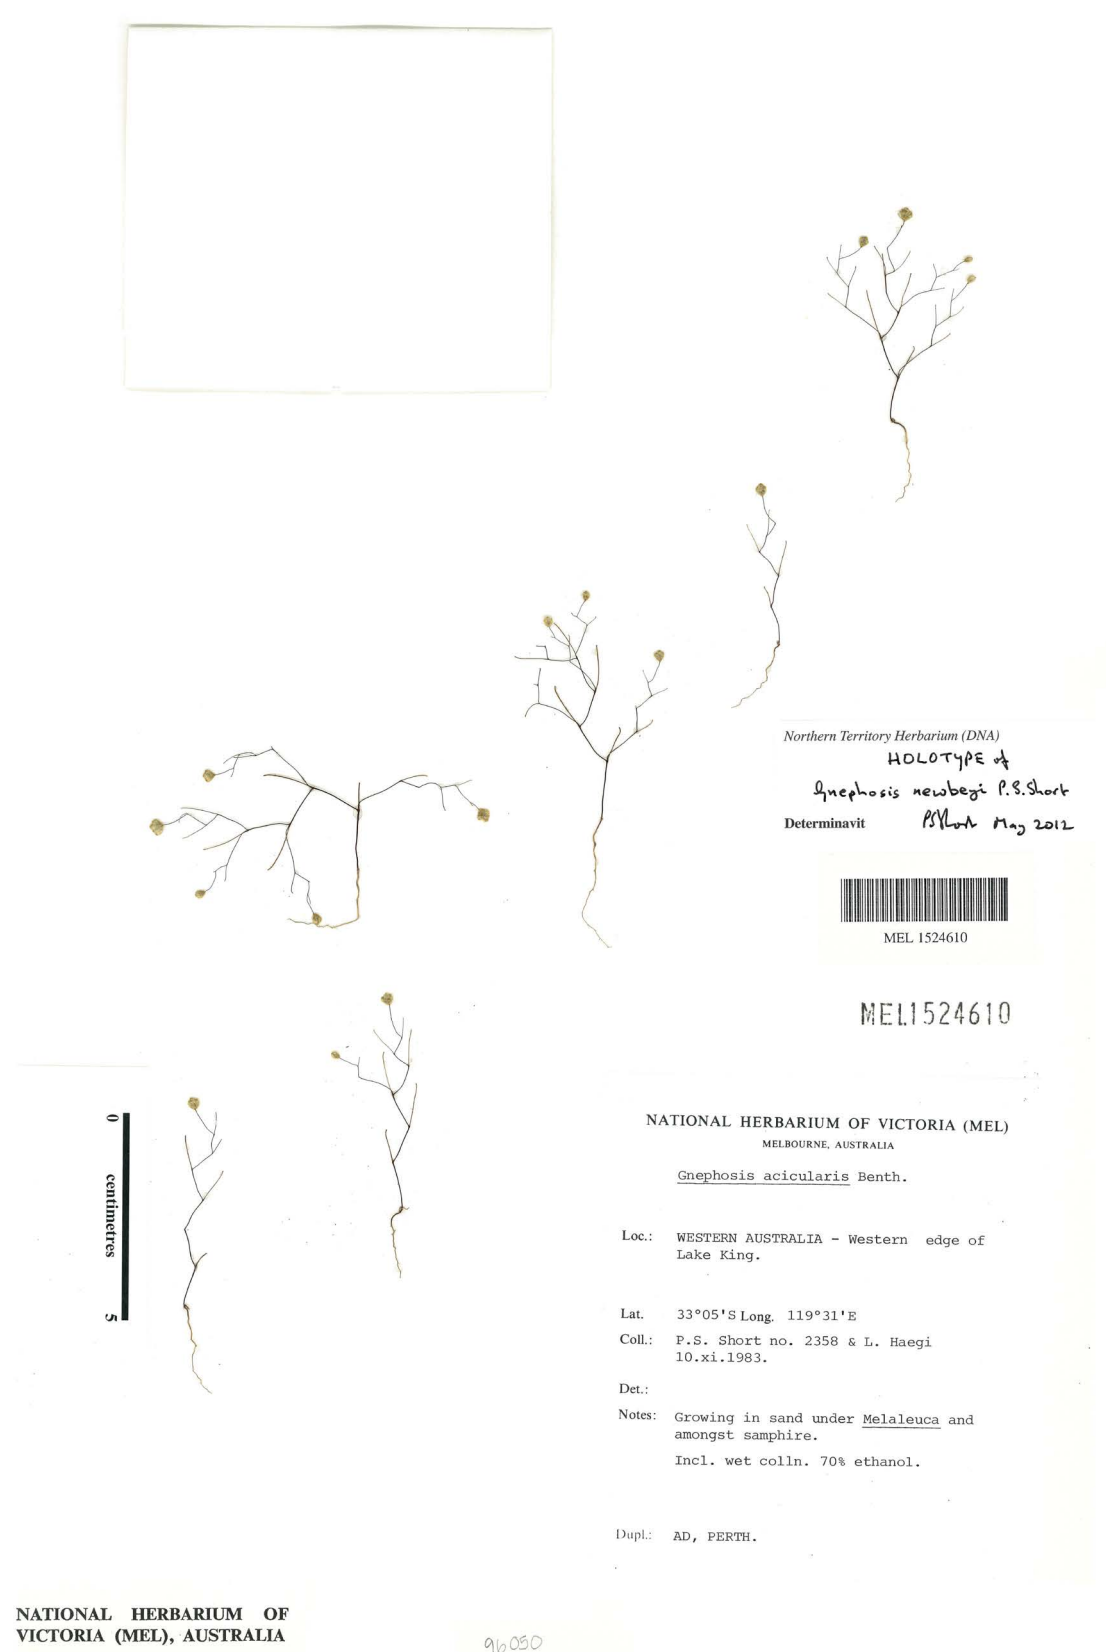 Northern Territory Herbarium (DNA)
HOLOTYPE of
Gnephosis newbeyi P.S.Short
Determinavit PSShort May 2012
MEL 1524610
MEL1524610
0 centimetres 5
NATIONAL HERBARIUM OF VICTORIA (MEL)
MELBOURNE, AUSTRALIA
Gnephosis acicularis Benth.
Loc.: WESTERN AUSTRALIA - Western edge of
Lake King.
Lat. 33°05'S Long. 119°31'E
Coll.: P.S. Short no. 2358 & L. Haegi
10.xi.1983.
Det.:
Notes: Growing in sand under Melaleuca and
amongst samphire.
Incl. wet colln. 70% ethanol.
Dupl.: AD, PERTH.
NATIONAL HERBARIUM OF
VICTORIA (MEL), AUSTRALIA
96050